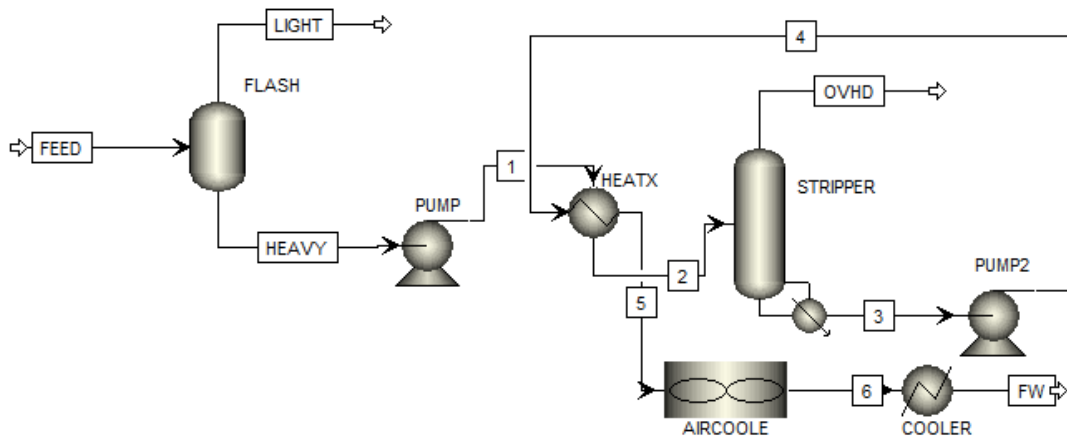 LIGHT
4
FLASH
OVHD
FEED
1
HEATX
STRIPPER
PUMP
HEAVY
2
PUMP2
5
3
6
FW
AIRCOOLE
COOLER